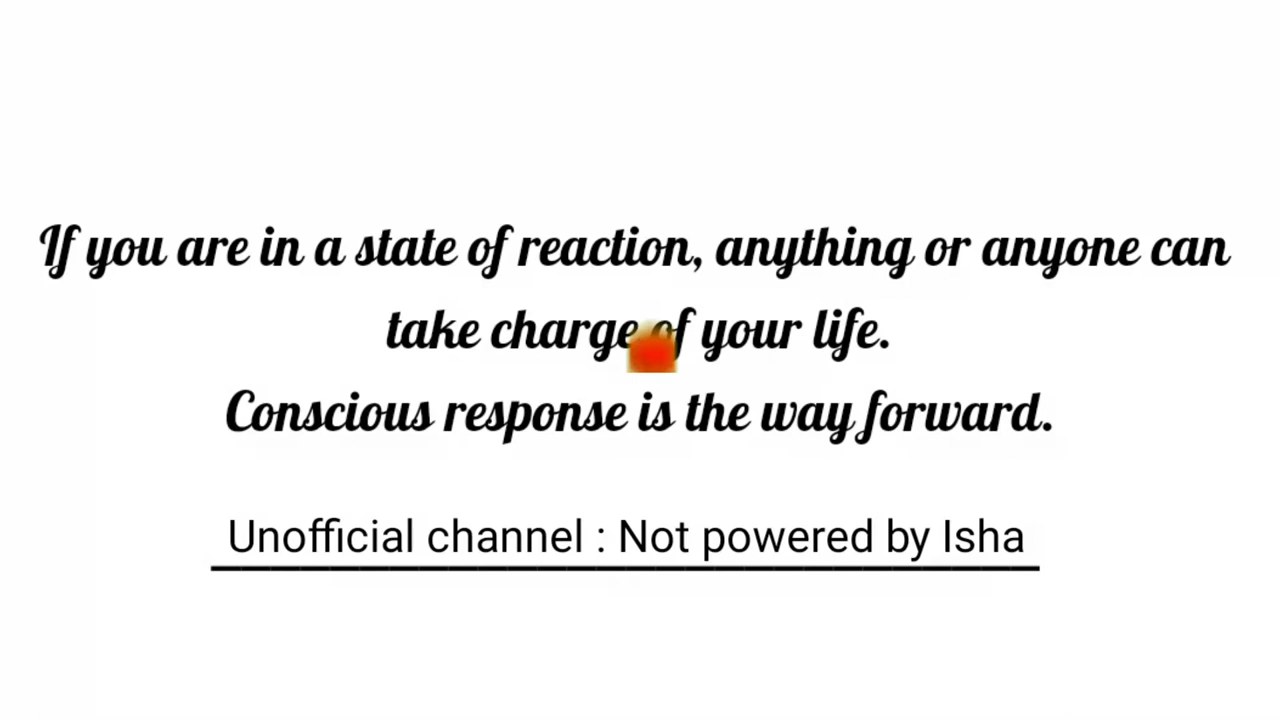 If you are in a state of reaction, anything or anyone can
take charge of your life.
Conscious response is the way forward.
Unofficial channel : Not powered by Isha